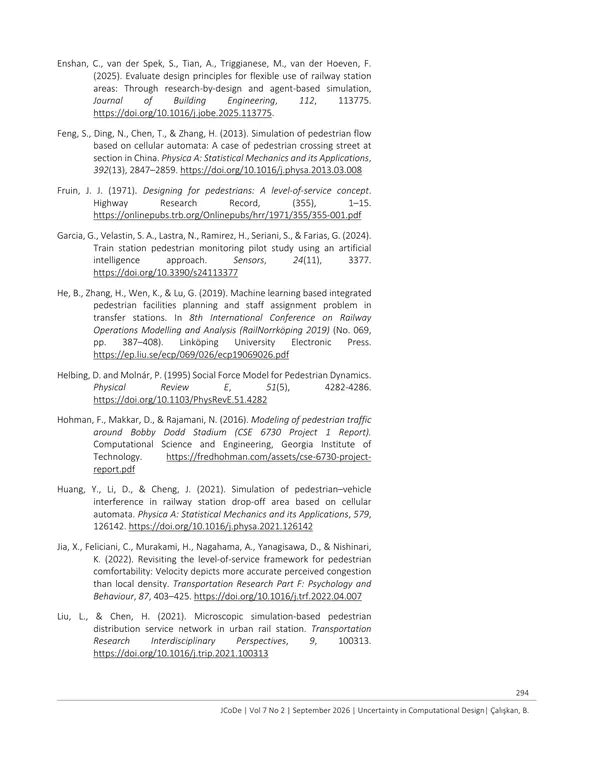 Enshan, C., van der Spek, S., Tian, A., Triggianese, M., van der Hoeven, F.
(2025). Evaluate design principles for flexible use of railway station
areas: Through research-by-design and agent-based simulation,
Journal of Building Engineering, 112, 113775.
https://doi.org/10.1016/j.jobe.2025.113775.
Feng, S., Ding, N., Chen, T., & Zhang, H. (2013). Simulation of pedestrian flow
based on cellular automata: A case of pedestrian crossing street at
section in China. Physica A: Statistical Mechanics and its Applications,
392(13), 2847–2859. https://doi.org/10.1016/j.physa.2013.03.008
Fruin, J. J. (1971). Designing for pedestrians: A level-of-service concept.
Highway Research Record, (355), 1–15.
https://onlinepubs.trb.org/Onlinepubs/hrr/1971/355/355-001.pdf
Garcia, G., Velastin, S. A., Lastra, N., Ramirez, H., Seriani, S., & Farias, G. (2024).
Train station pedestrian monitoring pilot study using an artificial
intelligence approach. Sensors, 24(11), 3377.
https://doi.org/10.3390/s24113377
He, B., Zhang, H., Wen, K., & Lu, G. (2019). Machine learning based integrated
pedestrian facilities planning and staff assignment problem in
transfer stations. In 8th International Conference on Railway
Operations Modelling and Analysis (RailNorrköping 2019) (No. 069,
pp. 387–408). Linköping University Electronic Press.
https://ep.liu.se/ecp/069/026/ecp19069026.pdf
Helbing, D. and Molnár, P. (1995) Social Force Model for Pedestrian Dynamics.
Physical Review E, 51(5), 4282-4286.
https://doi.org/10.1103/PhysRevE.51.4282
Hohman, F., Makkar, D., & Rajamani, N. (2016). Modeling of pedestrian traffic
around Bobby Dodd Stadium (CSE 6730 Project 1 Report).
Computational Science and Engineering, Georgia Institute of
Technology. https://fredhohman.com/assets/cse-6730-project-
report.pdf
Huang, Y., Li, D., & Cheng, J. (2021). Simulation of pedestrian–vehicle
interference in railway station drop-off area based on cellular
automata. Physica A: Statistical Mechanics and its Applications, 579,
126142. https://doi.org/10.1016/j.physa.2021.126142
Jia, X., Feliciani, C., Murakami, H., Nagahama, A., Yanagisawa, D., & Nishinari,
K. (2022). Revisiting the level-of-service framework for pedestrian
comfortability: Velocity depicts more accurate perceived congestion
than local density. Transportation Research Part F: Psychology and
Behaviour, 87, 403–425. https://doi.org/10.1016/j.trf.2022.04.007
Liu, L., & Chen, H. (2021). Microscopic simulation-based pedestrian
distribution service network in urban rail station. Transportation
Research Interdisciplinary Perspectives, 9, 100313.
https://doi.org/10.1016/j.trip.2021.100313
294
JCoDe | Vol 7 No 2 | September 2026 | Uncertainty in Computational Design| Çalışkan, B.